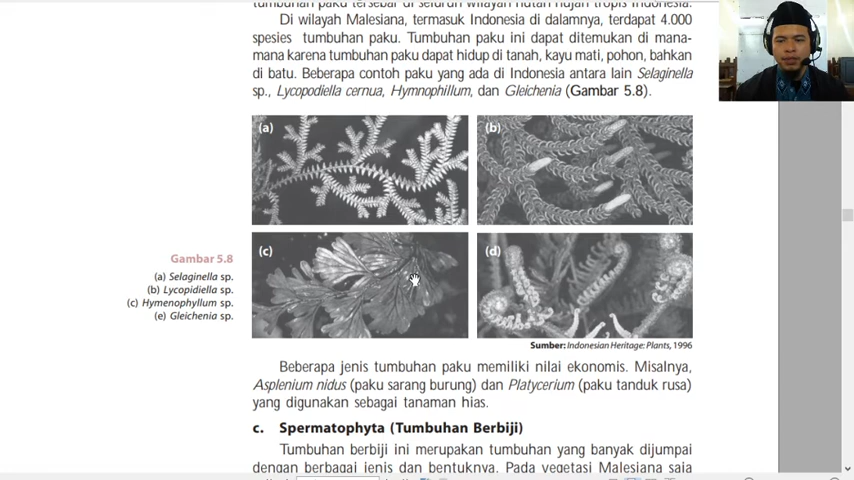 Di wilayah Malesiana, termasuk Indonesia di dalamnya, terdapat 4.000
spesies tumbuhan paku. Tumbuhan paku ini dapat ditemukan di mana-
mana karena tumbuhan paku dapat hidup di tanah, kayu mati, pohon, bahkan
di batu. Beberapa contoh paku yang ada di Indonesia antara lain Selaginella
sp., Lycopodiella cernua, Hymnophillum, dan Gleichenia (Gambar 5.8).
(a)
(b)
(c)
(d)
Gambar 5.8
(a) Selaginella sp.
(b) Lycopidiella sp.
(c) Hymenophyllum sp.
(e) Gleichenia sp.
Sumber: Indonesian Heritage: Plants, 1996
Beberapa jenis tumbuhan paku memiliki nilai ekonomis. Misalnya,
Asplenium nidus (paku sarang burung) dan Platycerium (paku tanduk rusa)
yang digunakan sebagai tanaman hias.
c. Spermatophyta (Tumbuhan Berbiji)
Tumbuhan berbiji ini merupakan tumbuhan yang banyak dijumpai
dengan berbagai jenis dan bentuknya. Pada vegetasi Malesiana saja